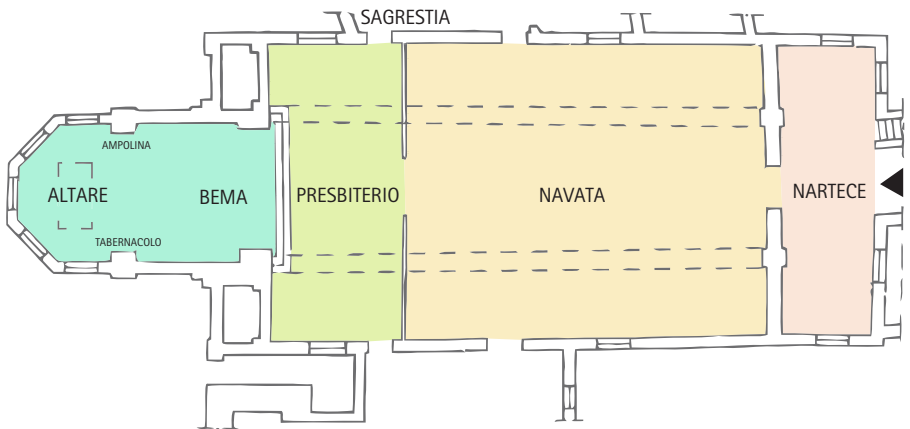 SAGRESTIA
AMPOLINA
ALTARE
BEMA
PRESBITERIO
NAVATA
NARTECE
TABERNACOLO